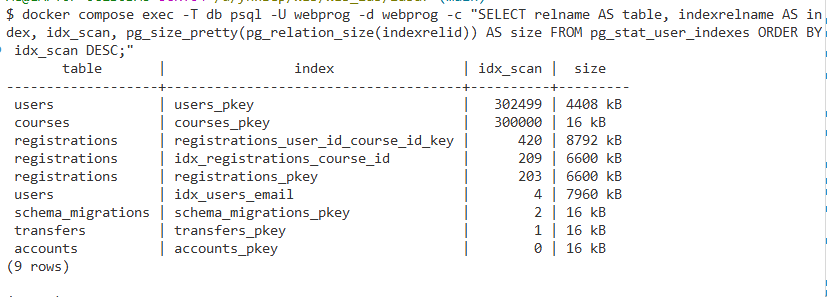 $ docker compose exec -T db psql -U webprog -d webprog -c "SELECT relname AS table, indexrelname AS in
dex, idx_scan, pg_size_pretty(pg_relation_size(indexrelid)) AS size FROM pg_stat_user_indexes ORDER BY
 idx_scan DESC;"
       table       |                index                | idx_scan |  size
-------------------+-------------------------------------+----------+---------
 users             | users_pkey                          |   302499 | 4408 kB
 courses           | courses_pkey                        |   300000 | 16 kB
 registrations     | registrations_user_id_course_id_key |      420 | 8792 kB
 registrations     | idx_registrations_course_id         |      209 | 6600 kB
 registrations     | registrations_pkey                  |      203 | 6600 kB
 users             | idx_users_email                     |        4 | 7960 kB
 schema_migrations | schema_migrations_pkey              |        2 | 16 kB
 transfers         | transfers_pkey                      |        1 | 16 kB
 accounts          | accounts_pkey                       |        0 | 16 kB
(9 rows)